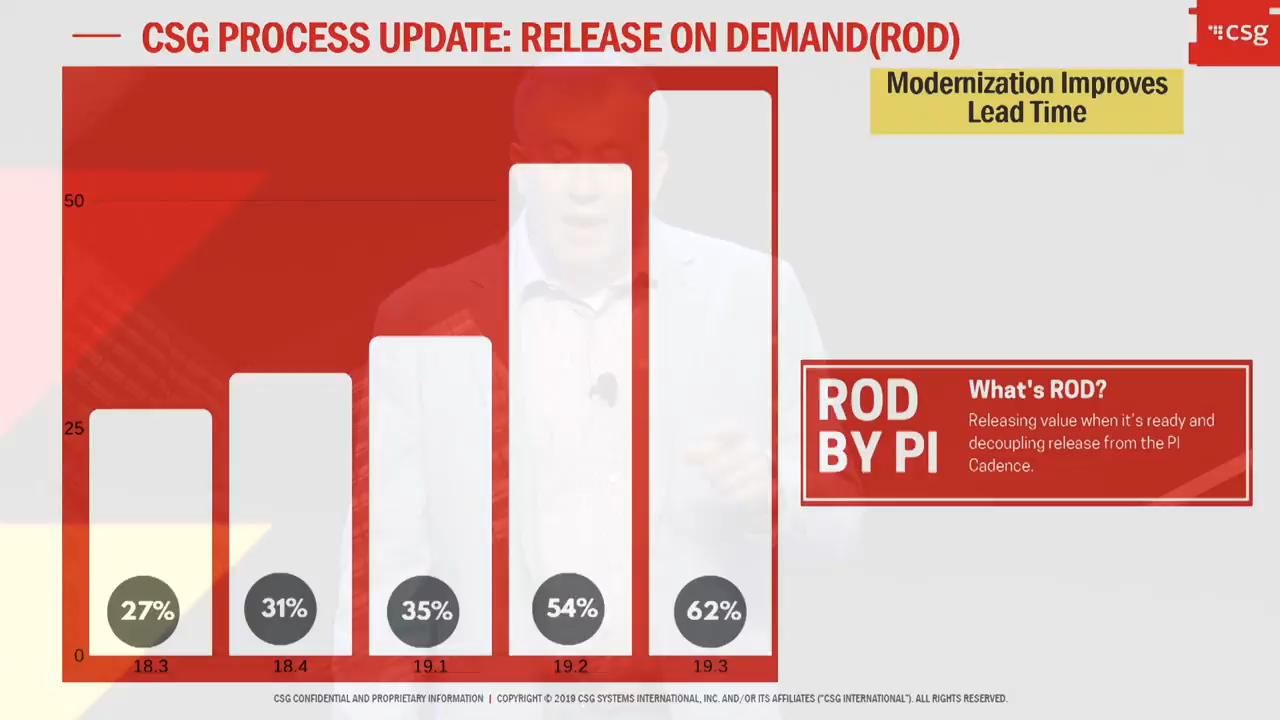 CSG PROCESS UPDATE: RELEASE ON DEMAND(ROD)
csg
Modernization Improves
Lead Time
50
25
0
27%
31%
35%
54%
62%
18.3
18.4
19.1
19.2
19.3
ROD
BY PI
What's ROD?
Releasing value when it's ready and
decoupling release from the PI
Cadence.
CSG CONFIDENTIAL AND PROPRIETARY INFORMATION | COPYRIGHT © 2019 CSG SYSTEMS INTERNATIONAL, INC. AND/OR ITS AFFILIATES ("CSG INTERNATIONAL"). ALL RIGHTS RESERVED.